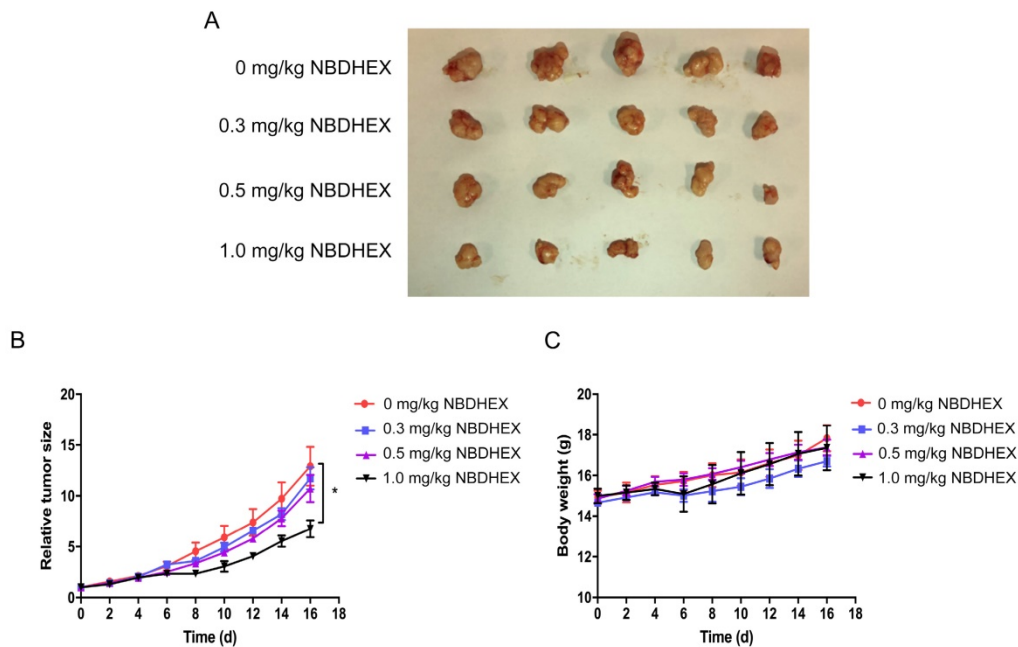 A
0 mg/kg NBDHEX
0.3 mg/kg NBDHEX
0.5 mg/kg NBDHEX
1.0 mg/kg NBDHEX
B
Relative tumor size
20
15
10
5
0
0 2 4 6 8 10 12 14 16 18
Time (d)
0 mg/kg NBDHEX
0.3 mg/kg NBDHEX
0.5 mg/kg NBDHEX
1.0 mg/kg NBDHEX
*
C
Body weight (g)
20
18
16
14
12
10
0 2 4 6 8 10 12 14 16 18
Time (d)
0 mg/kg NBDHEX
0.3 mg/kg NBDHEX
0.5 mg/kg NBDHEX
1.0 mg/kg NBDHEX